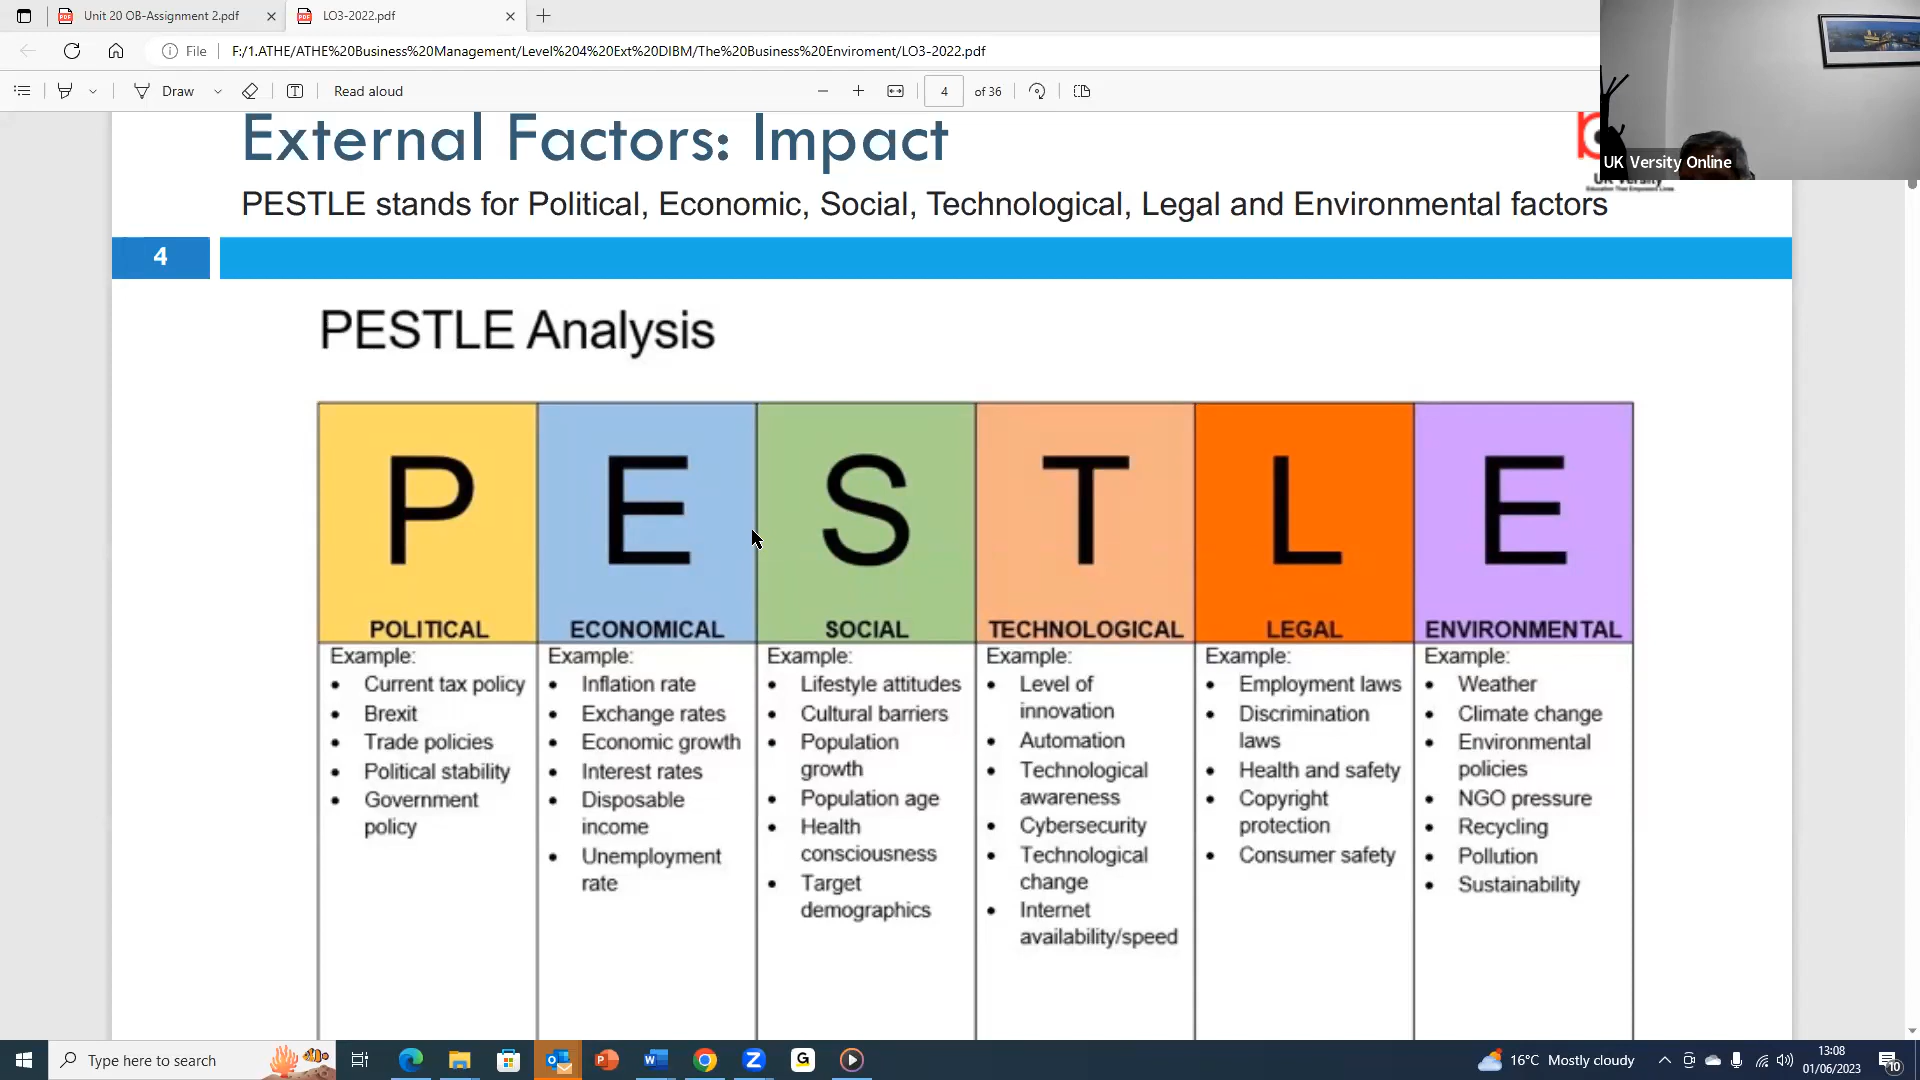 Unit 20 OB-Assignment 2.pdf
LO3-2022.pdf
File
F:/1.ATHE/ATHE%20Business%20Management/Level%204%20Ext%20DIBM/The%20Business%20Enviroment/LO3-2022.pdf
Draw
Read aloud
4
of 36
UK Versity Online
External Factors: Impact
PESTLE stands for Political, Economic, Social, Technological, Legal and Environmental factors
4
PESTLE Analysis
P
POLITICAL
Example:
• Current tax policy
• Brexit
• Trade policies
• Political stability
• Government
policy
E
ECONOMICAL
Example:
• Inflation rate
• Exchange rates
• Economic growth
• Interest rates
• Disposable
income
• Unemployment
rate
S
SOCIAL
Example:
• Lifestyle attitudes
• Cultural barriers
• Population
growth
• Population age
• Health
consciousness
• Target
demographics
T
TECHNOLOGICAL
Example:
• Level of
innovation
• Automation
• Technological
awareness
• Cybersecurity
• Technological
change
• Internet
availability/speed
L
LEGAL
Example:
• Employment laws
• Discrimination
laws
• Health and safety
• Copyright
protection
• Consumer safety
E
ENVIRONMENTAL
Example:
• Weather
• Climate change
• Environmental
policies
• NGO pressure
• Recycling
• Pollution
• Sustainability
Type here to search
16°C Mostly cloudy
13:08
01/06/2023
10